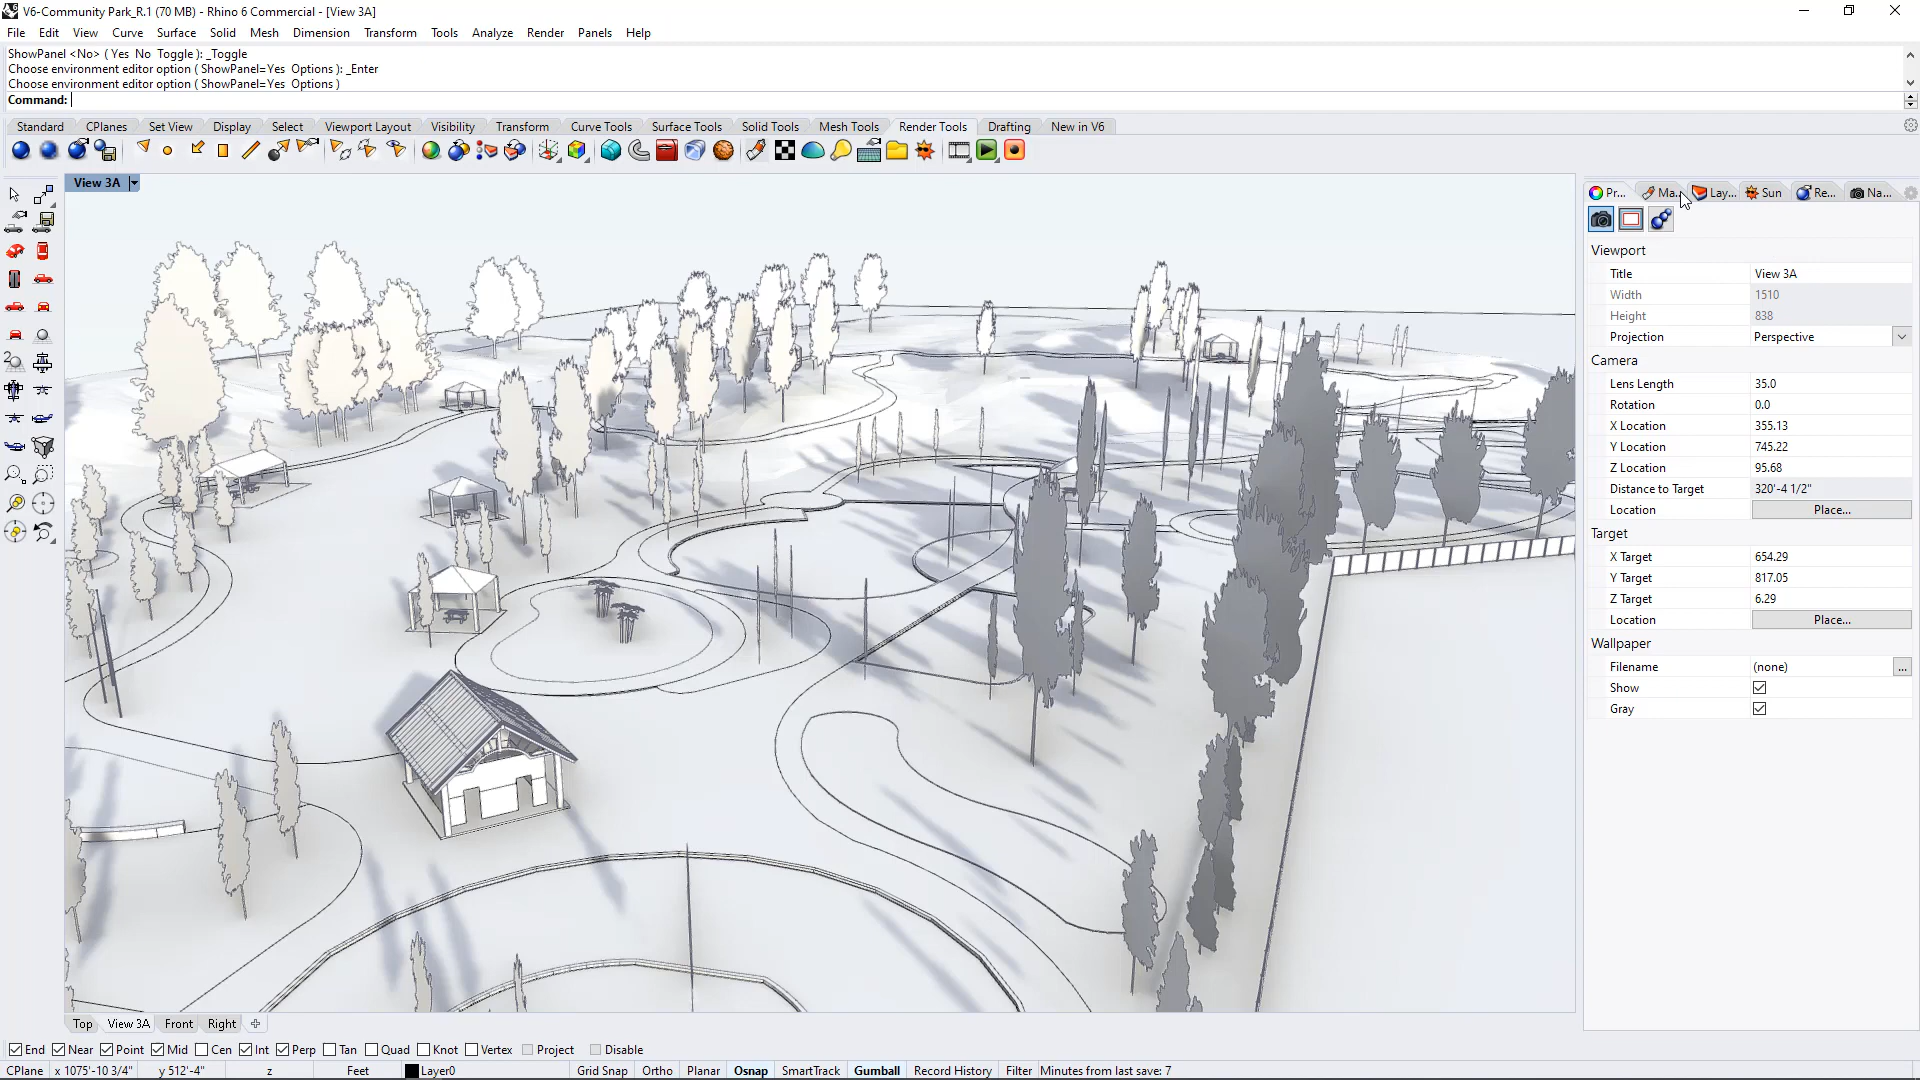 V6-Community Park_R.1 (70 MB) - Rhino 6 Commercial - [View 3A]
File Edit View Curve Surface Solid Mesh Dimension Transform Tools Analyze Render Panels Help
ShowPanel <No> ( Yes No Toggle ): _Toggle
Choose environment editor option ( ShowPanel=Yes Options ): _Enter
Choose environment editor option ( ShowPanel=Yes Options )
Command:
Standard CPlanes Set View Display Select Viewport Layout Visibility Transform Curve Tools Surface Tools Solid Tools Mesh Tools Render Tools Drafting New in V6
View 3A
Pr... Ma... Lay... Sun Re... Na...
Viewport
Title View 3A
Width 1510
Height 838
Projection Perspective
Camera
Lens Length 35.0
Rotation 0.0
X Location 355.13
Y Location 745.22
Z Location 95.68
Distance to Target 320'-4 1/2"
Location Place...
Target
X Target 654.29
Y Target 817.05
Z Target 6.29
Location Place...
Wallpaper
Filename (none) ...
Show
Gray
2
Top View 3A Front Right
End Near Point Mid Cen Int Perp Tan Quad Knot Vertex Project Disable
CPlane x 1075'-10 3/4" y 512'-4" z Feet Layer0 Grid Snap Ortho Planar Osnap SmartTrack Gumball Record History Filter Minutes from last save: 7